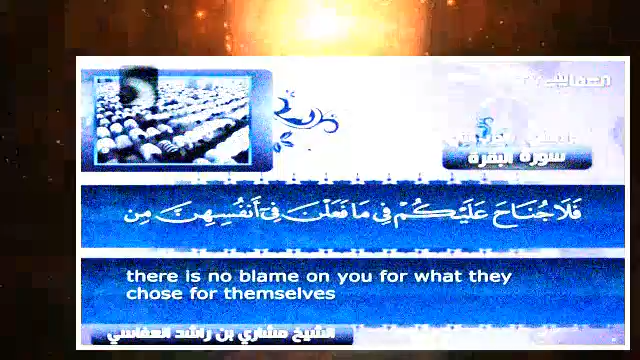 العفاسي
سورة البقرة
فَلَا جُنَاحَ عَلَيْكُمْ فِي مَا فَعَلْنَ فِي أَنفُسِهِنَّ مِن
there is no blame on you for what they
chose for themselves
الشيخ مشاري بن راشد العفاسي